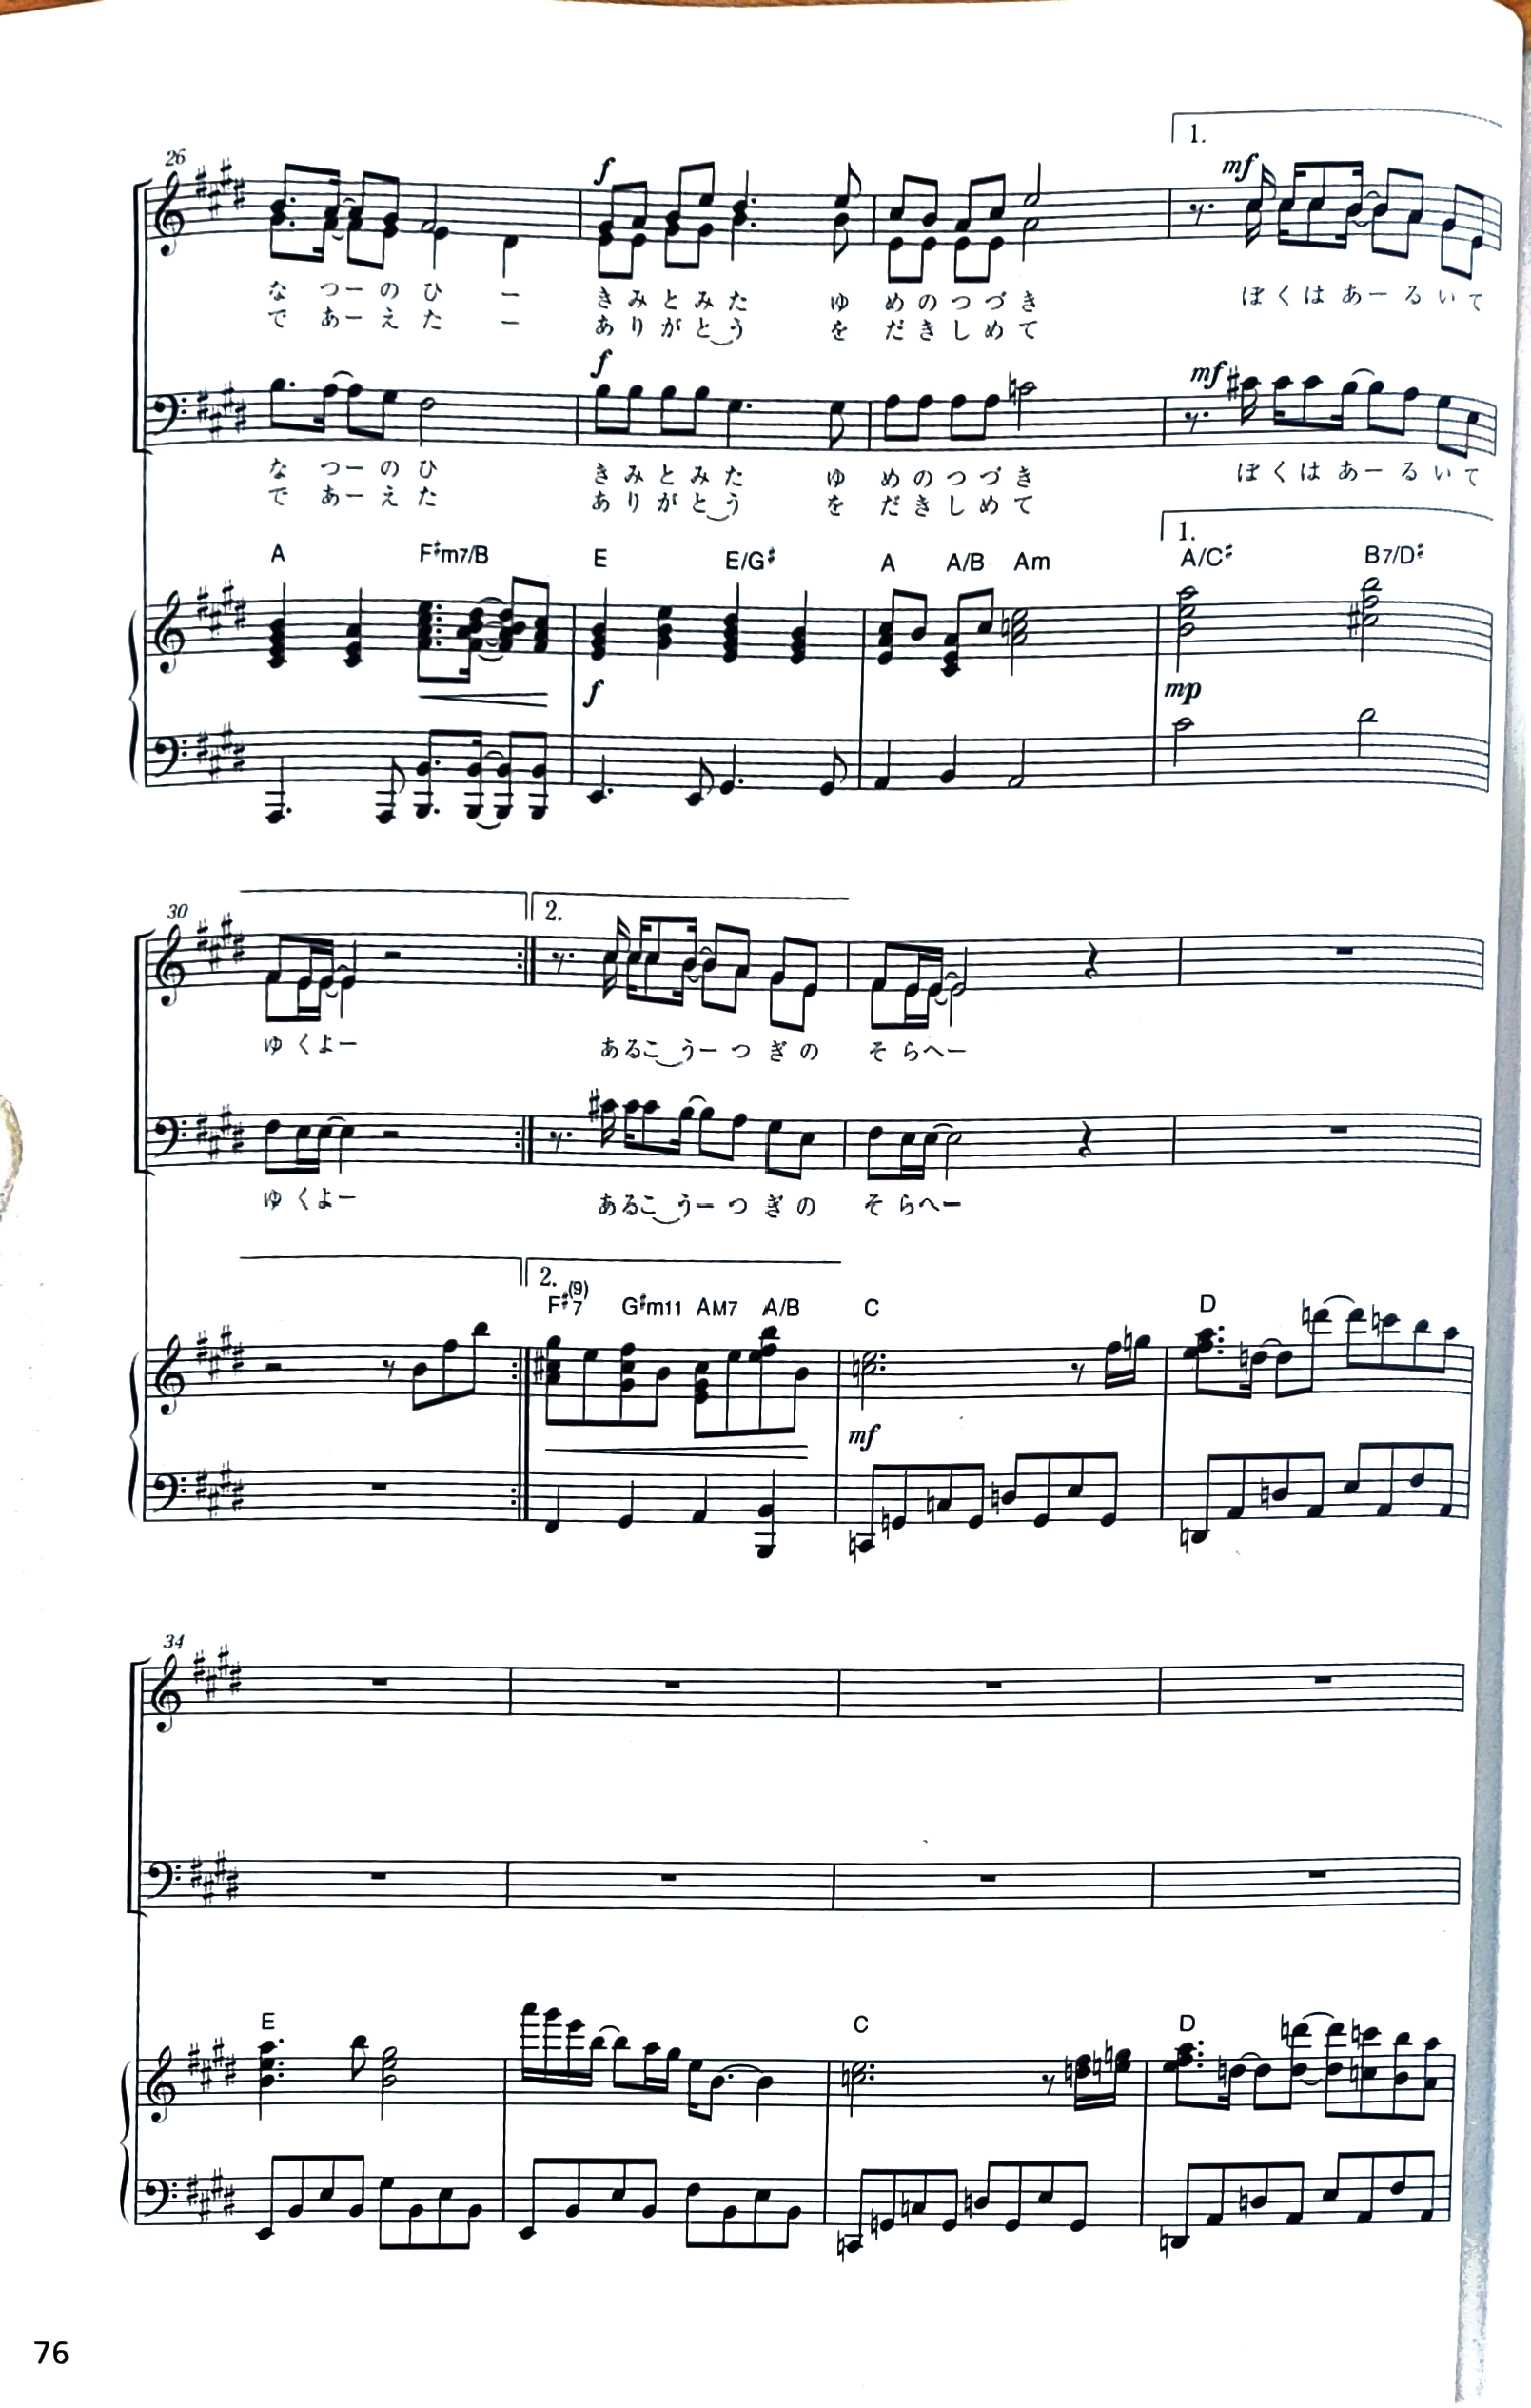 1.
26
mf
f
な つー の ひ ー き み と み た ゆ め の つ づ き ぼ く は あー る い て
で あー え た ー あ り が と う を だ き し め て
f
mf
な つー の ひ き み と み た ゆ め の つ づ き ぼ く は あー る い て
で あー え た あ り が と う を だ き し め て
1.
A F♯m7/B E E/G♯ A A/B Am A/C♯ B7/D♯
f mp
30
2.
ゆ くよー あるこ うー つ ぎ の そ らへー
ゆ くよー あるこ うー つ ぎ の そ らへー
2.
F♯7(9) G♯m11 AM7 A/B C D
mf
34
E C D
76